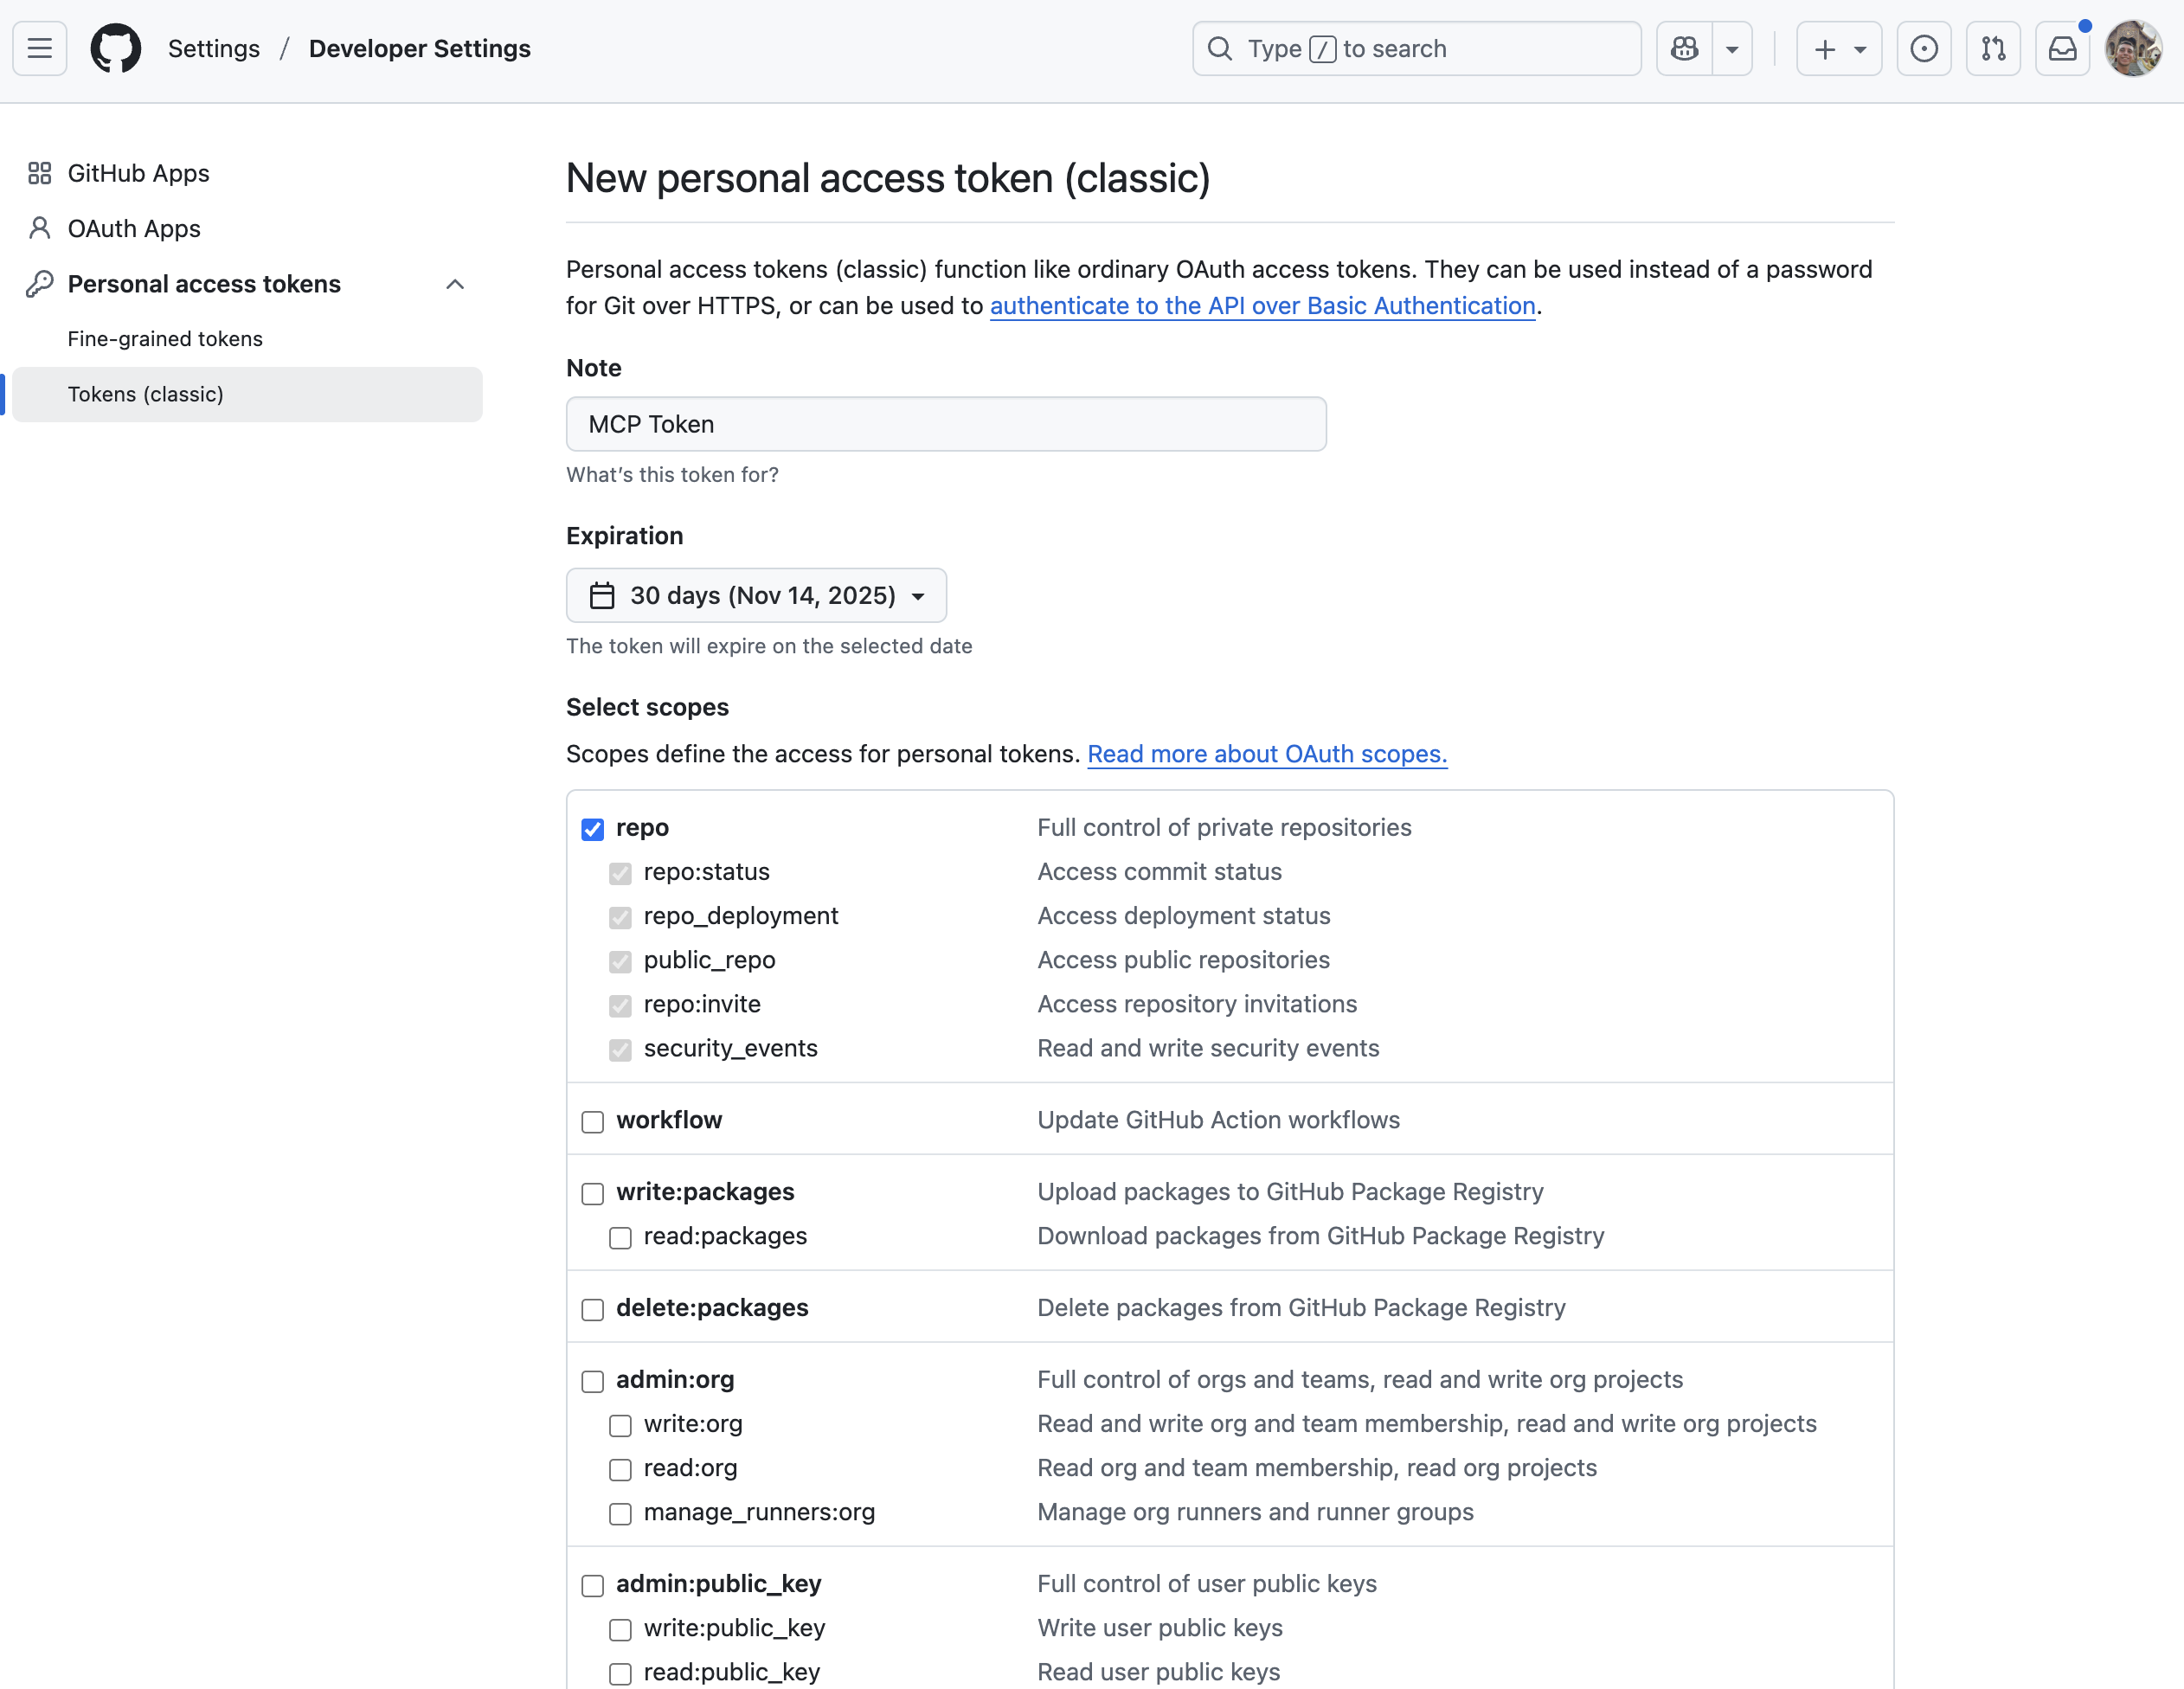 Settings / Developer Settings
Type / to search
GitHub Apps
OAuth Apps
Personal access tokens
Fine-grained tokens
Tokens (classic)
New personal access token (classic)
Personal access tokens (classic) function like ordinary OAuth access tokens. They can be used instead of a password
for Git over HTTPS, or can be used to authenticate to the API over Basic Authentication.
Note
MCP Token
What's this token for?
Expiration
30 days (Nov 14, 2025)
The token will expire on the selected date
Select scopes
Scopes define the access for personal tokens. Read more about OAuth scopes.
repo Full control of private repositories
repo:status Access commit status
repo_deployment Access deployment status
public_repo Access public repositories
repo:invite Access repository invitations
security_events Read and write security events
workflow Update GitHub Action workflows
write:packages Upload packages to GitHub Package Registry
read:packages Download packages from GitHub Package Registry
delete:packages Delete packages from GitHub Package Registry
admin:org Full control of orgs and teams, read and write org projects
write:org Read and write org and team membership, read and write org projects
read:org Read org and team membership, read org projects
manage_runners:org Manage org runners and runner groups
admin:public_key Full control of user public keys
write:public_key Write user public keys
read:public_key Read user public keys